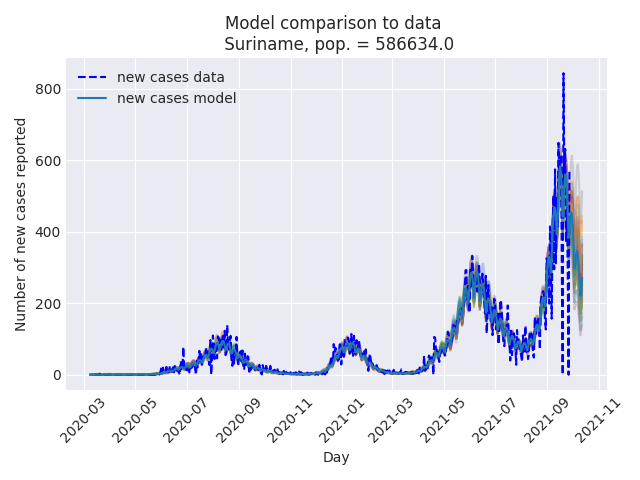 Model comparison to data
Suriname, pop. = 586634.0
new cases data
new cases model
Number of new cases reported
800
600
400
200
0
2020-03
2020-05
2020-07
2020-09
2020-11
2021-01
2021-03
2021-05
2021-07
2021-09
2021-11
Day